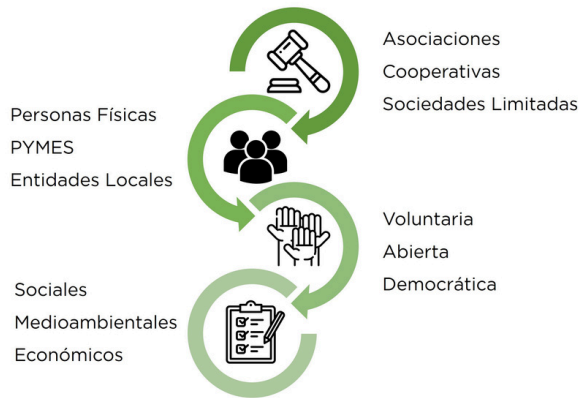 Asociaciones
Cooperativas
Sociedades Limitadas
Personas Físicas
PYMES
Entidades Locales
Voluntaria
Abierta
Democrática
Sociales
Medioambientales
Económicos